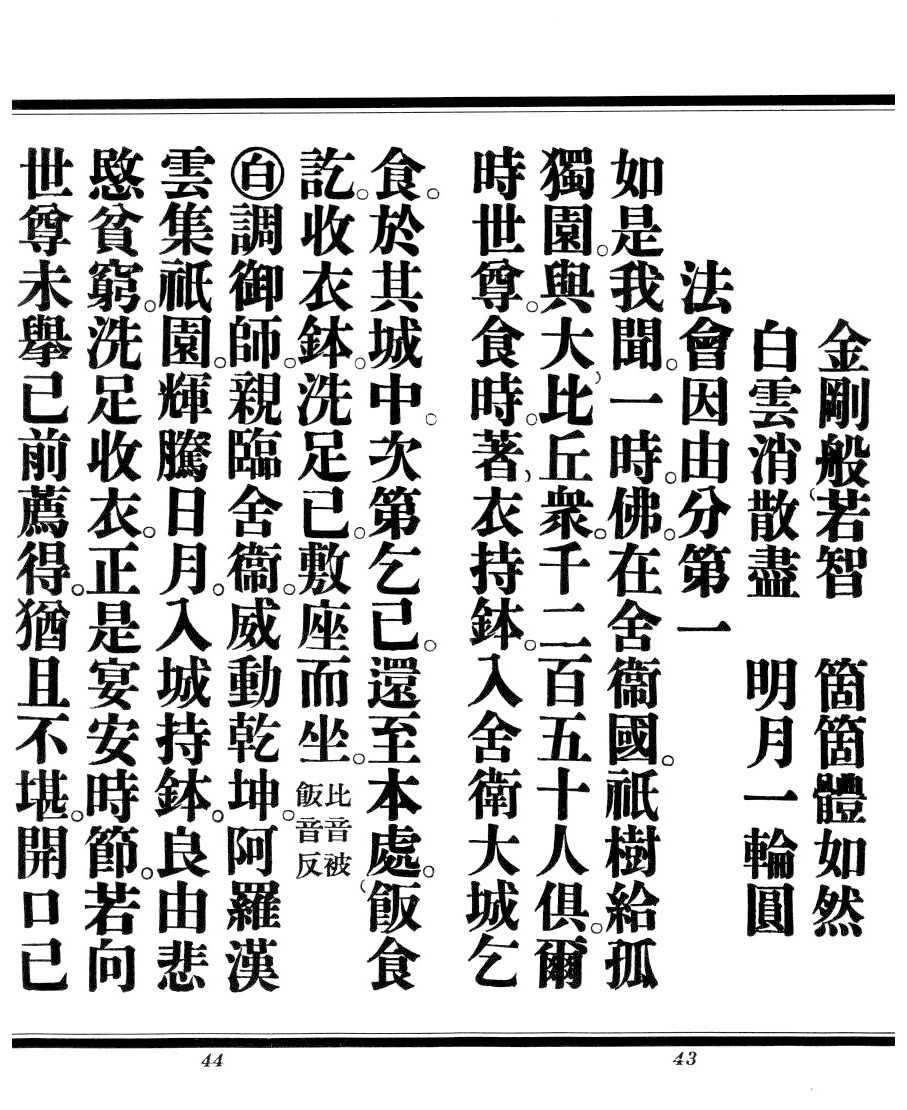 金剛般若智　箇箇體如然
白雲消散盡　明月一輪圓
法會因由分第一
如是我聞。一時。佛。在舍衞國。祇樹給孤
獨園。與大比丘衆。千二百五十人俱。爾
時世尊。食時。著衣持鉢。入舍衛大城乞
食。於其城中。次第乞已。還至本處。飯食
訖。收衣鉢。洗足已。敷座而坐。比音被飯音反
㊒白調御師。親臨舍衞。威動乾坤。阿羅漢
雲集祇園。輝騰日月。入城持鉢。良由悲
愍貧窮。洗足收衣。正是宴安時節。若向
世尊未舉已前薦得。猶且不堪。開口已
44
43